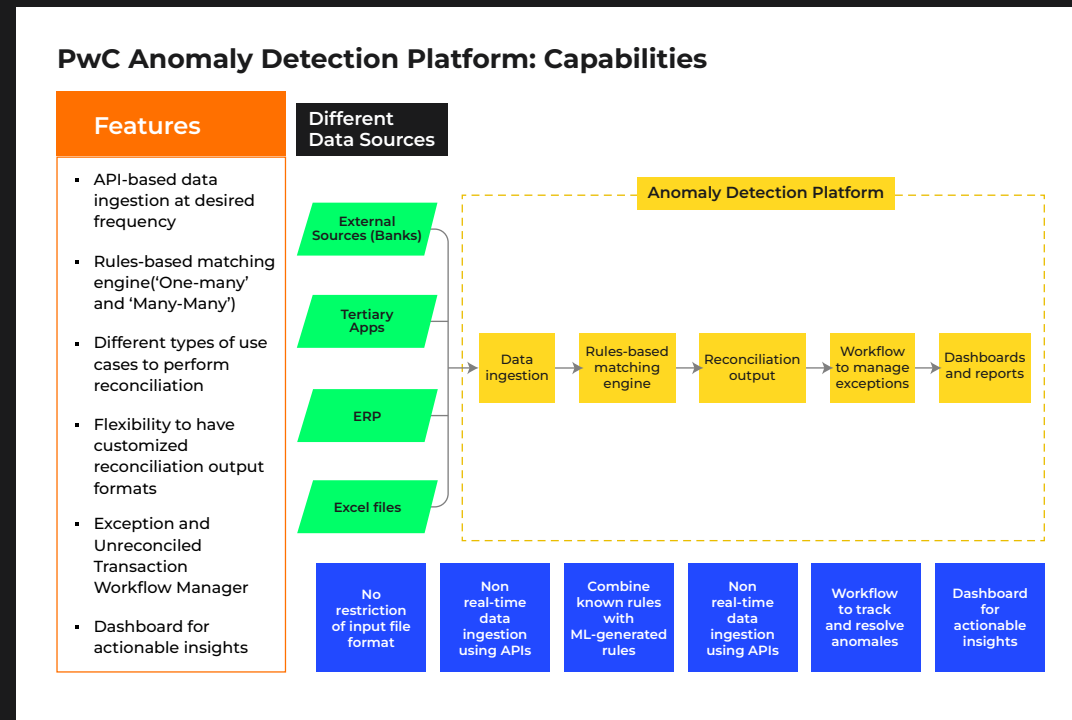 PwC Anomaly Detection Platform: Capabilities
Features
▪ API-based data
ingestion at desired
frequency
▪ Rules-based matching
engine(‘One-many’
and ‘Many-Many’)
▪ Different types of use
cases to perform
reconciliation
▪ Flexibility to have
customized
reconciliation output
formats
▪ Exception and
Unreconciled
Transaction
Workflow Manager
▪ Dashboard for
actionable insights
Different
Data Sources
External
Sources (Banks)
Tertiary
Apps
ERP
Excel files
Anomaly Detection Platform
Data
ingestion
Rules-based
matching
engine
Reconciliation
output
Workflow
to manage
exceptions
Dashboards
and reports
No
restriction
of input file
format
Non
real-time
data
ingestion
using APIs
Combine
known rules
with
ML-generated
rules
Non
real-time
data
ingestion
using APIs
Workflow
to track
and resolve
anomales
Dashboard
for
actionable
insights